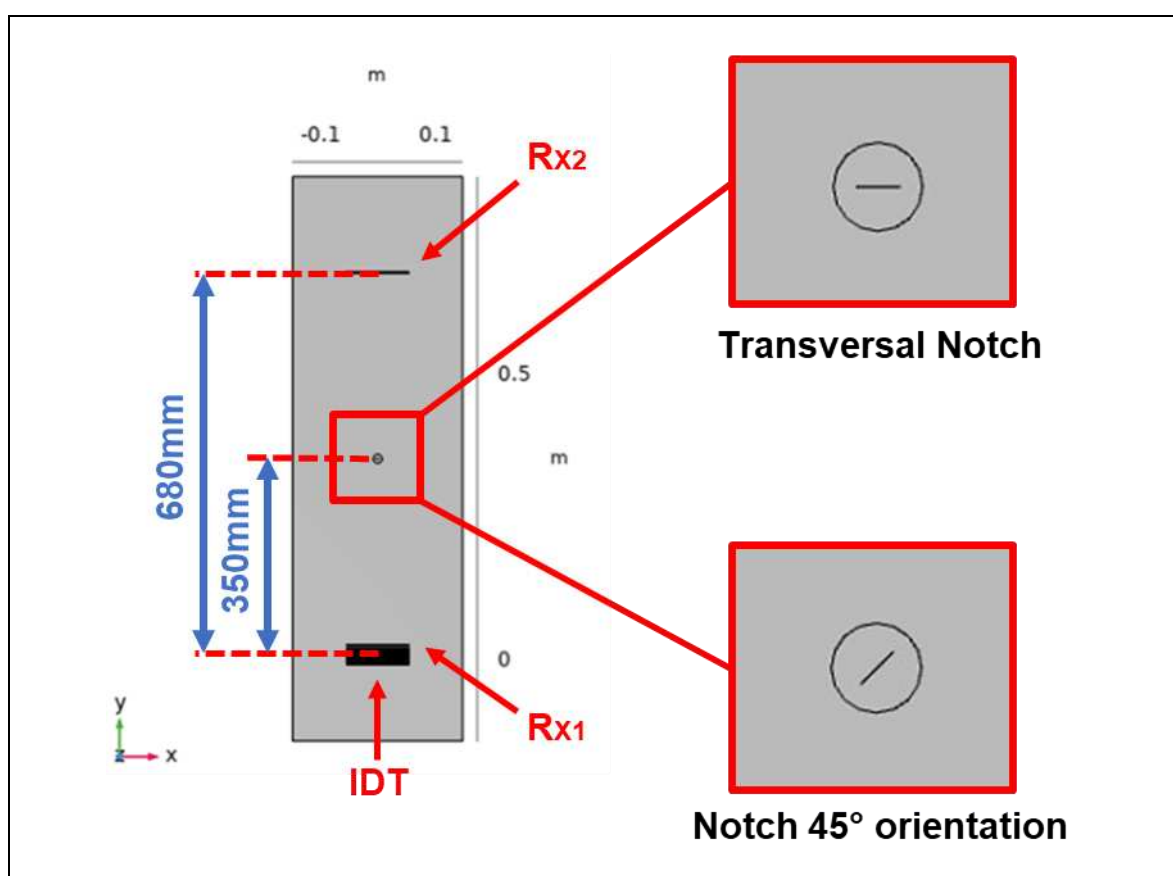 m
-0.1 0.1
RX2
Transversal Notch
0.5
m
680mm
350mm
0
RX1
y
z x
IDT
Notch 45° orientation